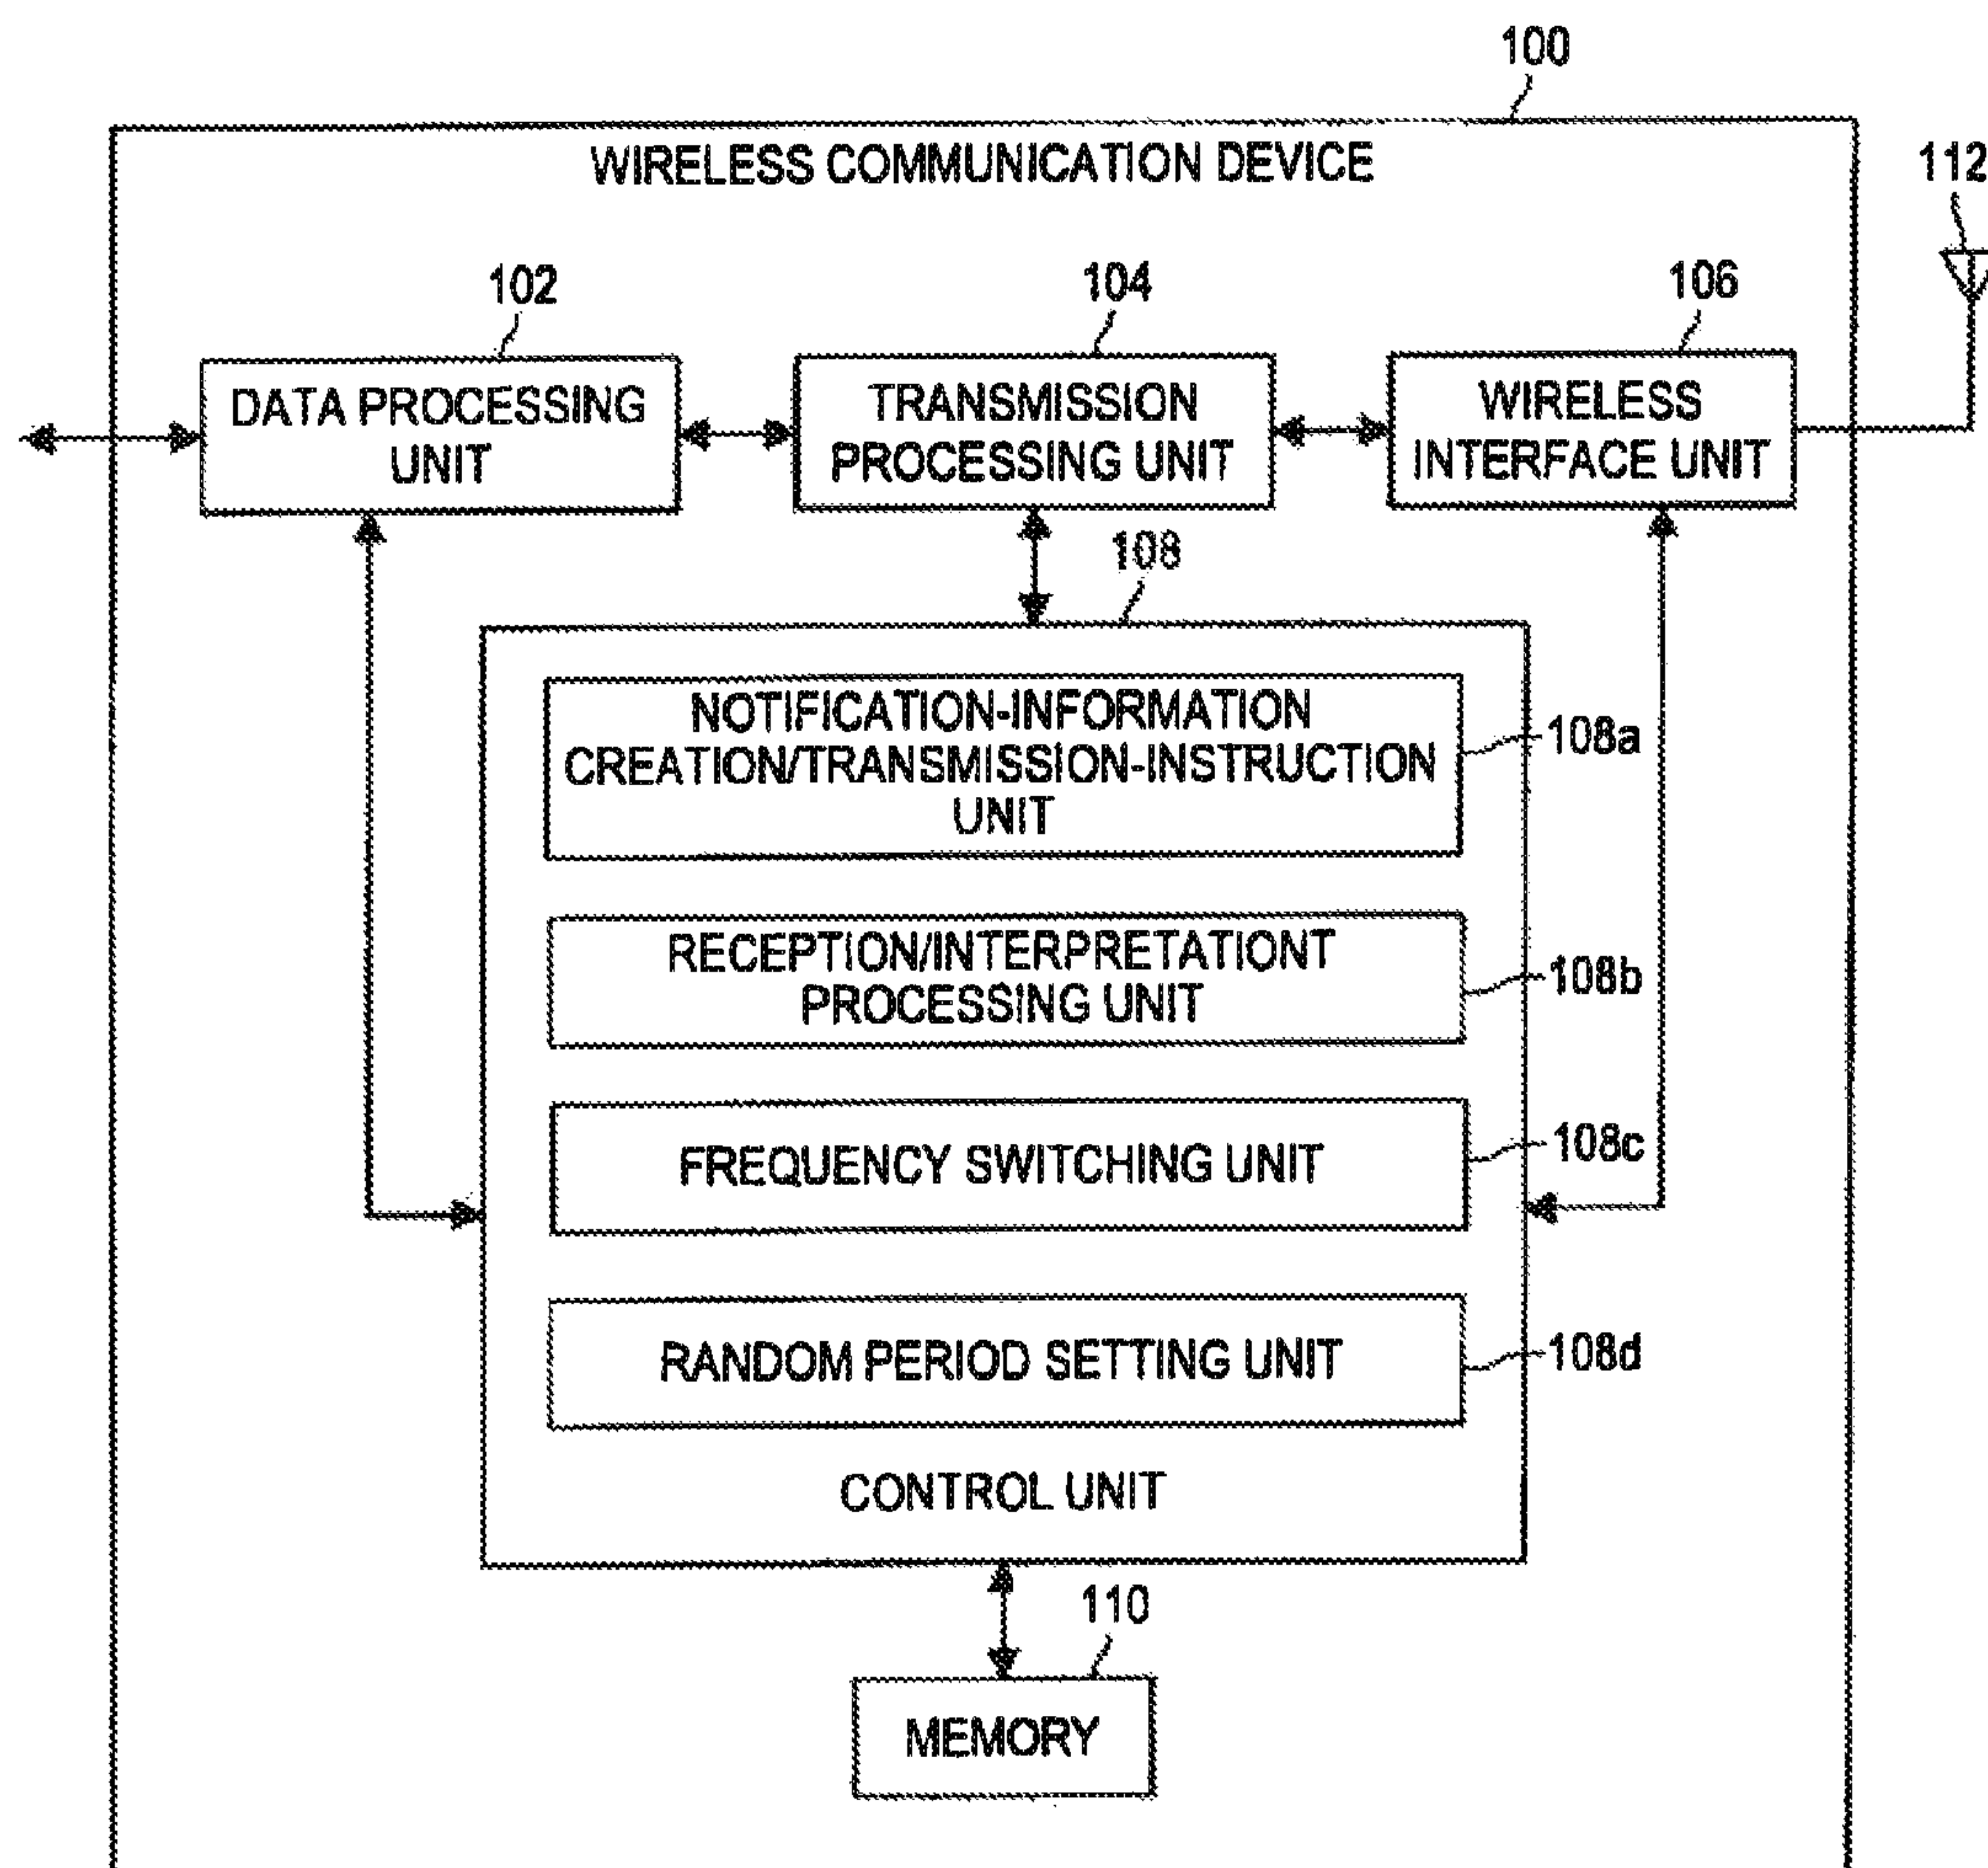 100
WIRELESS COMMUNICATION DEVICE
112
102
104
106
DATA PROCESSING
UNIT
TRANSMISSION
PROCESSING UNIT
WIRELESS
INTERFACE UNIT
108
NOTIFICATION-INFORMATION
CREATION/TRANSMISSION-INSTRUCTION
UNIT
108a
RECEPTION/INTERPRETATIONT
PROCESSING UNIT
108b
FREQUENCY SWITCHING UNIT
108c
RANDOM PERIOD SETTING UNIT
108d
CONTROL UNIT
110
MEMORY